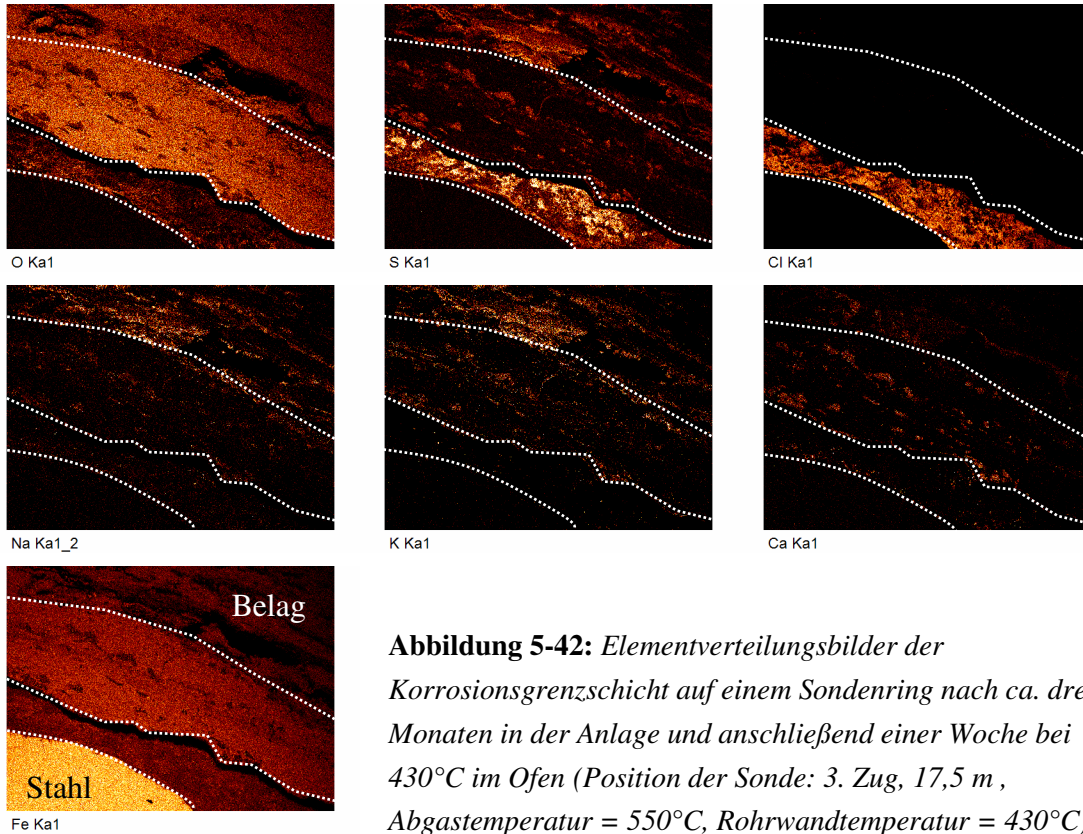 O Ka1
S Ka1
Cl Ka1
Na Ka1_2
K Ka1
Ca Ka1
Belag
Stahl
Fe Ka1
Abbildung 5-42: Elementverteilungsbilder der
Korrosionsgrenzschicht auf einem Sondenring nach ca.
Monaten in der Anlage und anschließend einer Woche bei
430°C im Ofen (Position der Sonde: 3. Zug, 17,5 m ,
Abgastemperatur = 550°C, Rohrwandtemperatur = 430°C)